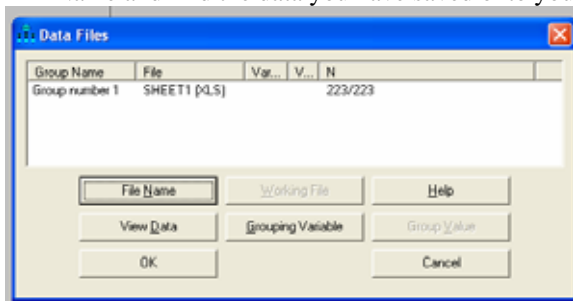 Data Files
Group Name File Var... V... N
Group number 1 SHEET1 (XLS) 223/223
File Name Working File Help
View Data Grouping Variable Group Value
OK Cancel